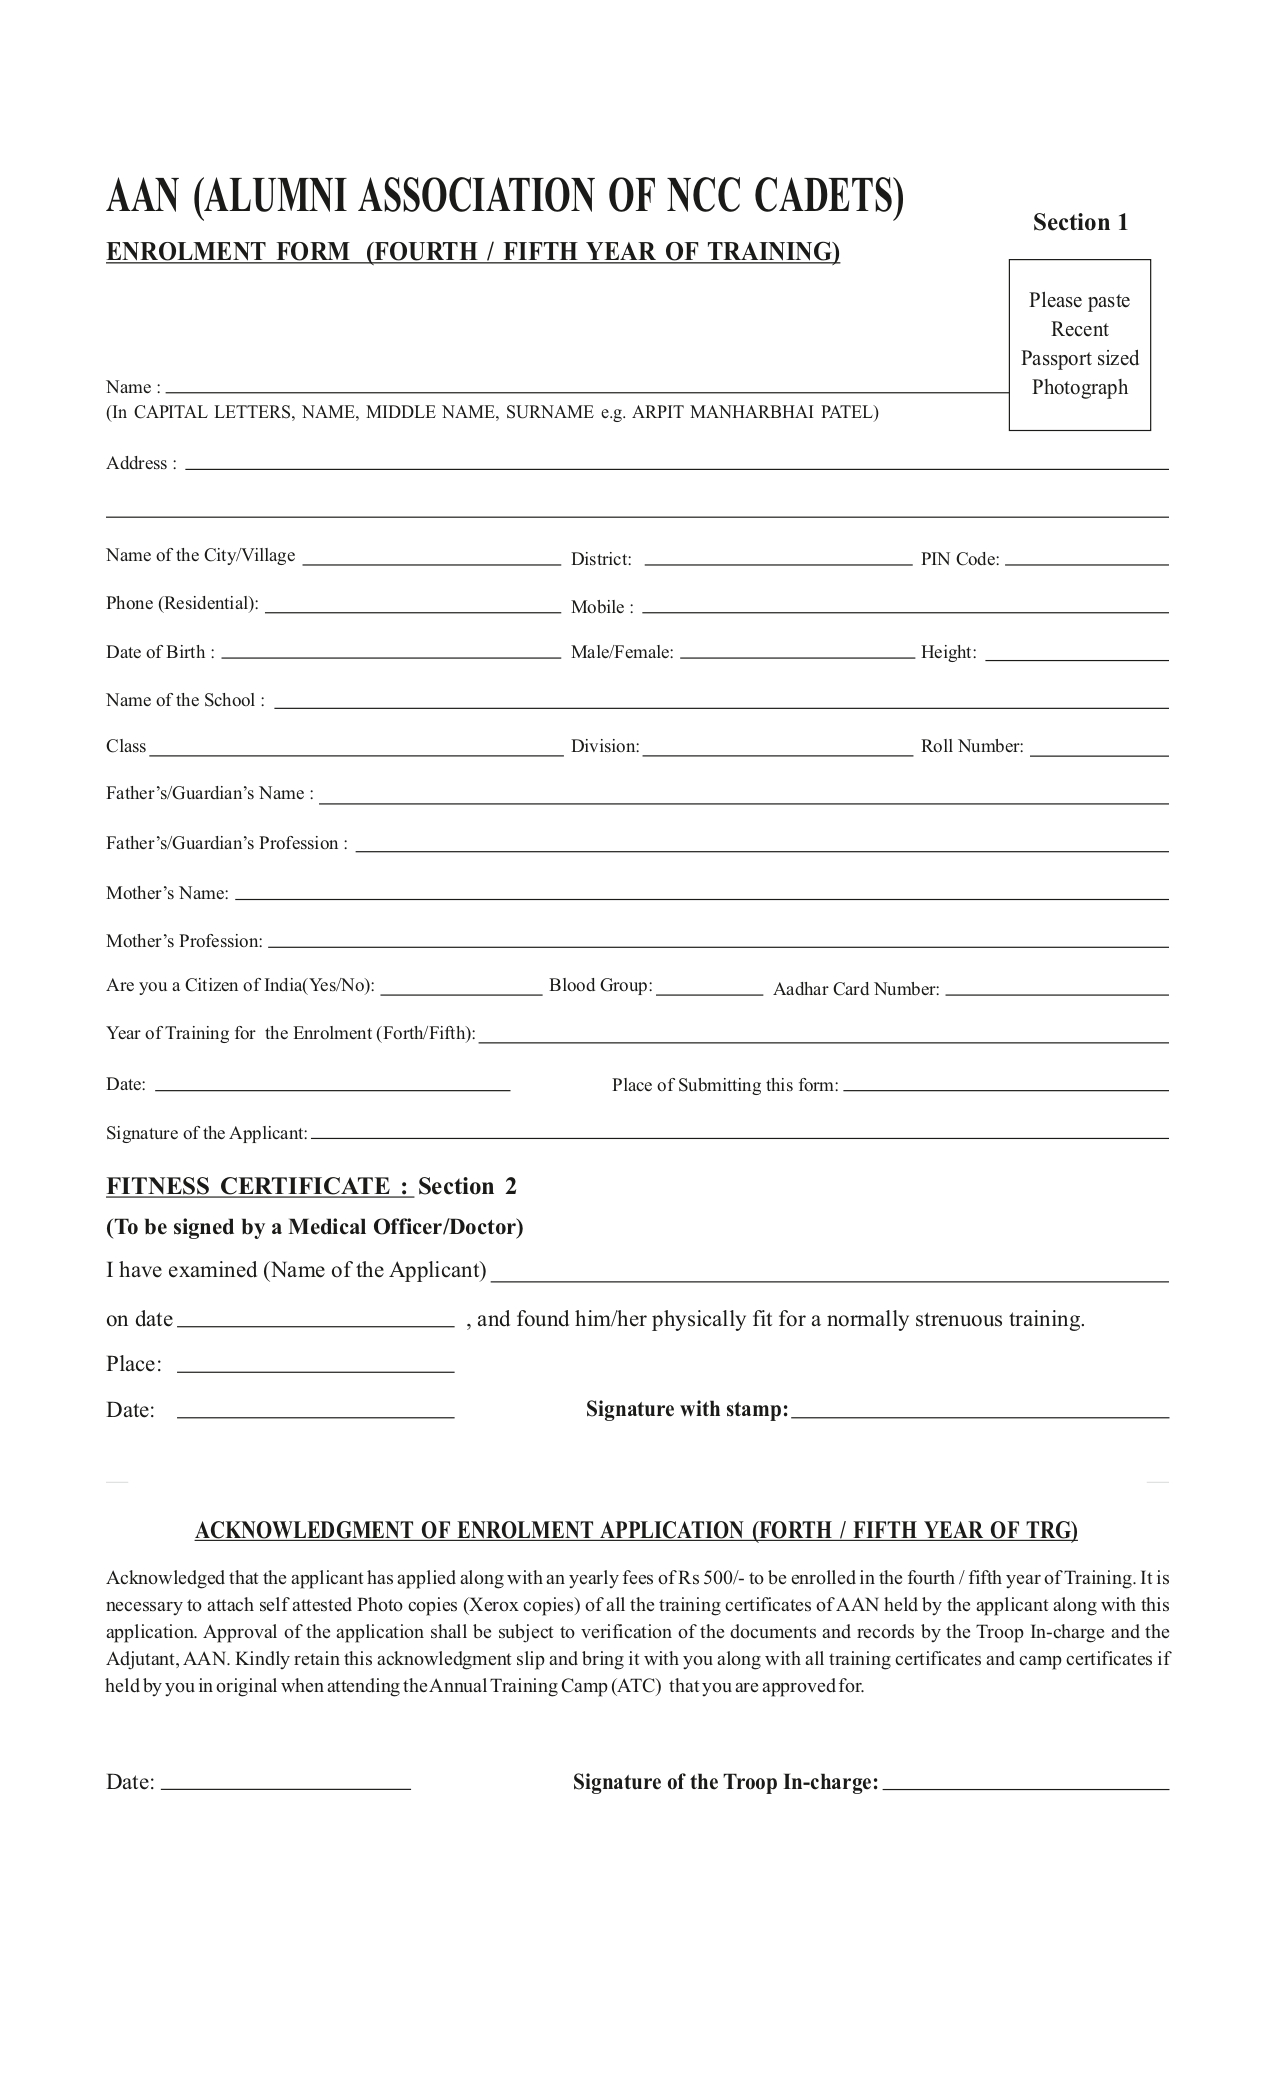 AAN (ALUMNI ASSOCIATION OF NCC CADETS)
Section 1
ENROLMENT FORM (FOURTH / FIFTH YEAR OF TRAINING)
Please paste
Recent
Passport sized
Photograph
Name :
(In CAPITAL LETTERS, NAME, MIDDLE NAME, SURNAME e.g. ARPIT MANHARBHAI PATEL)
Address :
Name of the City/Village District: PIN Code:
Phone (Residential): Mobile :
Date of Birth : Male/Female: Height:
Name of the School :
Class Division: Roll Number:
Father’s/Guardian’s Name :
Father’s/Guardian’s Profession :
Mother’s Name:
Mother’s Profession:
Are you a Citizen of India(Yes/No): Blood Group: Aadhar Card Number:
Year of Training for the Enrolment (Forth/Fifth):
Date: Place of Submitting this form:
Signature of the Applicant:
FITNESS CERTIFICATE : Section 2
(To be signed by a Medical Officer/Doctor)
I have examined (Name of the Applicant)
on date , and found him/her physically fit for a normally strenuous training.
Place:
Date: Signature with stamp:
ACKNOWLEDGMENT OF ENROLMENT APPLICATION (FORTH / FIFTH YEAR OF TRG)
Acknowledged that the applicant has applied along with an yearly fees of Rs 500/- to be enrolled in the fourth / fifth year of Training. It is
necessary to attach self attested Photo copies (Xerox copies) of all the training certificates of AAN held by the applicant along with this
application. Approval of the application shall be subject to verification of the documents and records by the Troop In-charge and the
Adjutant, AAN. Kindly retain this acknowledgment slip and bring it with you along with all training certificates and camp certificates if
held by you in original when attending the Annual Training Camp (ATC) that you are approved for.
Date: Signature of the Troop In-charge: